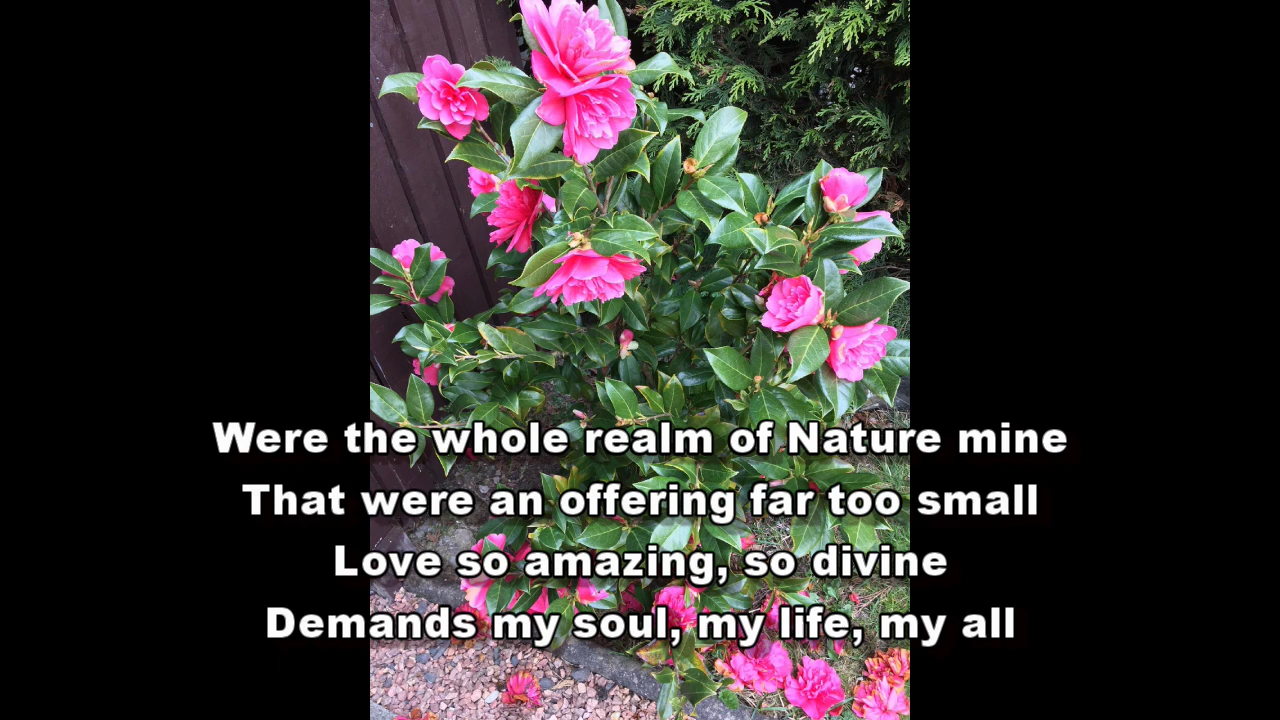 Were the whole realm of Nature mine
That were an offering far too small
Love so amazing, so divine
Demands my soul, my life, my all